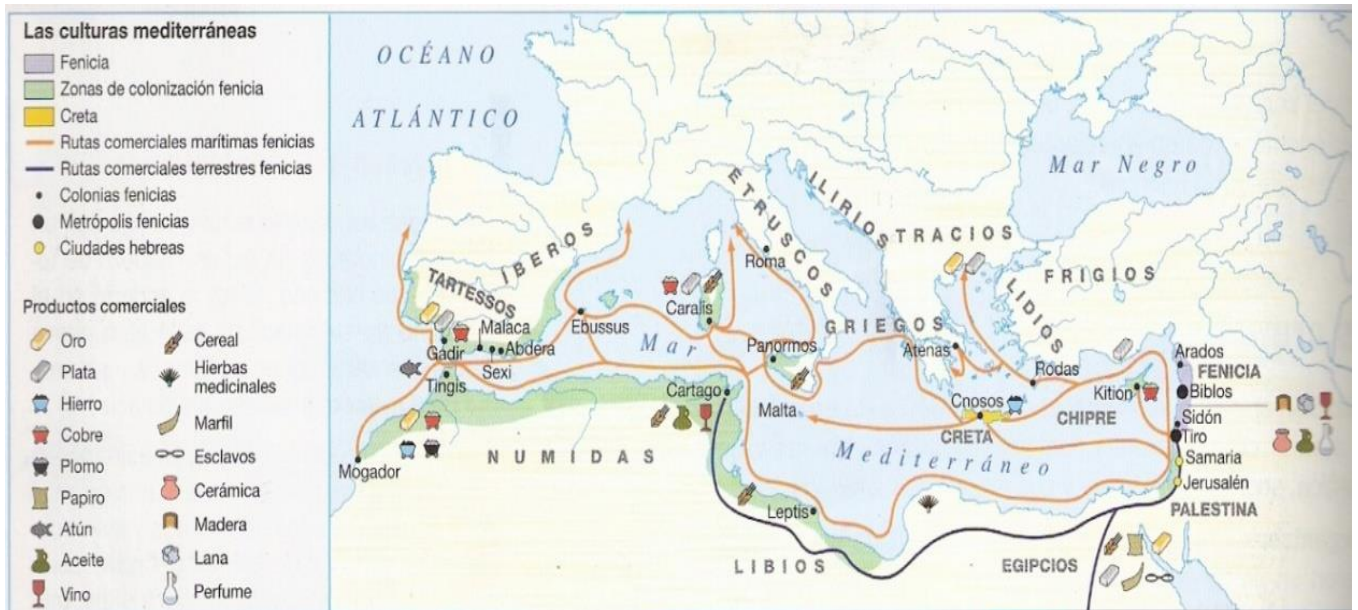 Las culturas mediterráneas
Fenicia
Zonas de colonización fenicia
Creta
Rutas comerciales marítimas fenicias
Rutas comerciales terrestres fenicias
Colonias fenicias
Metrópolis fenicias
Ciudades hebreas
Productos comerciales
Oro
Plata
Hierro
Cobre
Plomo
Papiro
Atún
Aceite
Vino
Cereal
Hierbas
medicinales
Marfil
Esclavos
Cerámica
Madera
Lana
Perfume
OCÉANO
ATLÁNTICO
Mar Negro
ÉTRUSCOS
ILIRIOS
TRACIOS
FRIGIOS
LIDIOS
Roma
ÍBEROS
TARTESSOS
Malaca
Gadir
Abdera
Sexi
Tingis
Ebussus
Caralis
Mar
Panormos
GRIEGOS
Atenas
Rodas
Arados
FENICIA
Kition
Biblos
CHIPRE
Sidón
Tiro
Samaria
Jerusalén
PALESTINA
Cartago
Malta
Cnosos
CRETA
Mediterráneo
Mogador
NUMIDAS
Leptis
LIBIOS
EGIPCIOS